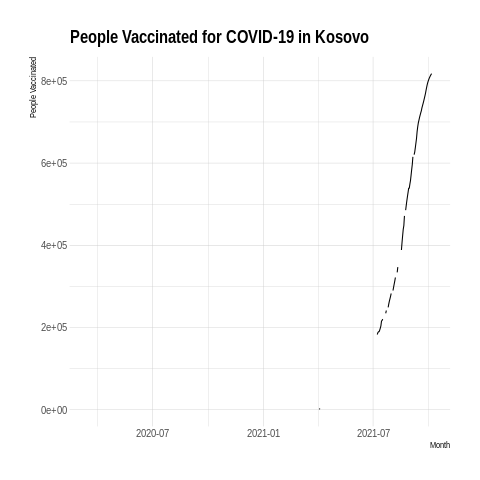 People Vaccinated for COVID-19 in Kosovo
People Vaccinated
8e+05
6e+05
4e+05
2e+05
0e+00
2020-07
2021-01
2021-07
Month